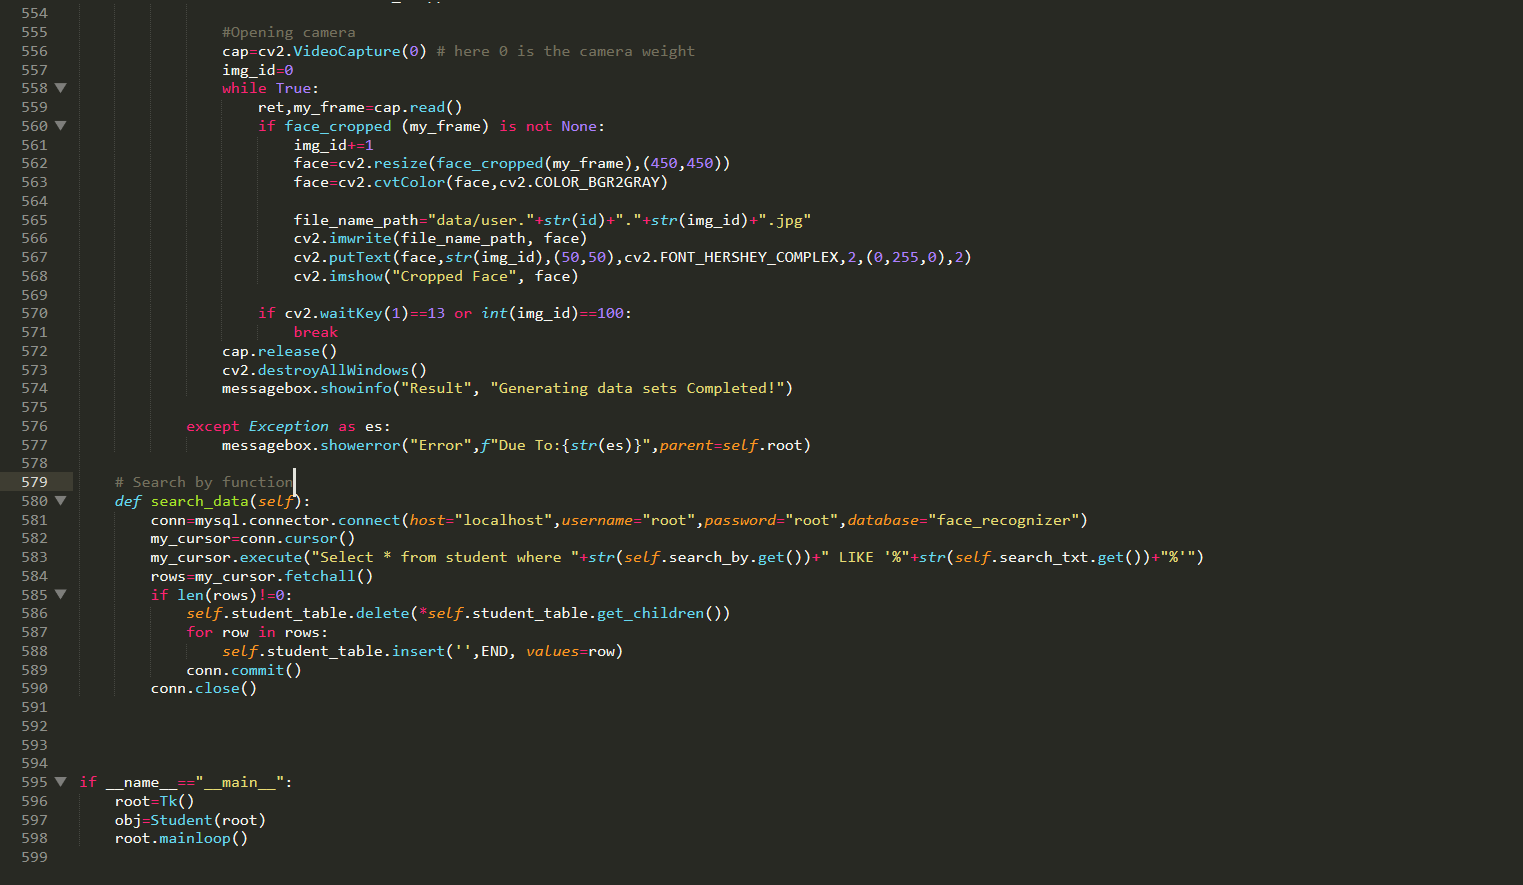 554
555 #Opening camera
556 cap=cv2.VideoCapture(0) # here 0 is the camera weight
557 img_id=0
558 while True:
559 ret,my_frame=cap.read()
560 if face_cropped (my_frame) is not None:
561 img_id+=1
562 face=cv2.resize(face_cropped(my_frame),(450,450))
563 face=cv2.cvtColor(face,cv2.COLOR_BGR2GRAY)
564
565 file_name_path="data/user."+str(id)+"."+str(img_id)+".jpg"
566 cv2.imwrite(file_name_path, face)
567 cv2.putText(face,str(img_id),(50,50),cv2.FONT_HERSHEY_COMPLEX,2,(0,255,0),2)
568 cv2.imshow("Cropped Face", face)
569
570 if cv2.waitKey(1)==13 or int(img_id)==100:
571 break
572 cap.release()
573 cv2.destroyAllWindows()
574 messagebox.showinfo("Result", "Generating data sets Completed!")
575
576 except Exception as es:
577 messagebox.showerror("Error",f"Due To:{str(es)}",parent=self.root)
578
579 # Search by function
580 def search_data(self):
581 conn=mysql.connector.connect(host="localhost",username="root",password="root",database="face_recognizer")
582 my_cursor=conn.cursor()
583 my_cursor.execute("Select * from student where "+str(self.search_by.get())+" LIKE '%"+str(self.search_txt.get())+"%'")
584 rows=my_cursor.fetchall()
585 if len(rows)!=0:
586 self.student_table.delete(*self.student_table.get_children())
587 for row in rows:
588 self.student_table.insert('',END, values=row)
589 conn.commit()
590 conn.close()
591
592
593
594
595 if __name__=="__main__":
596 root=Tk()
597 obj=Student(root)
598 root.mainloop()
599